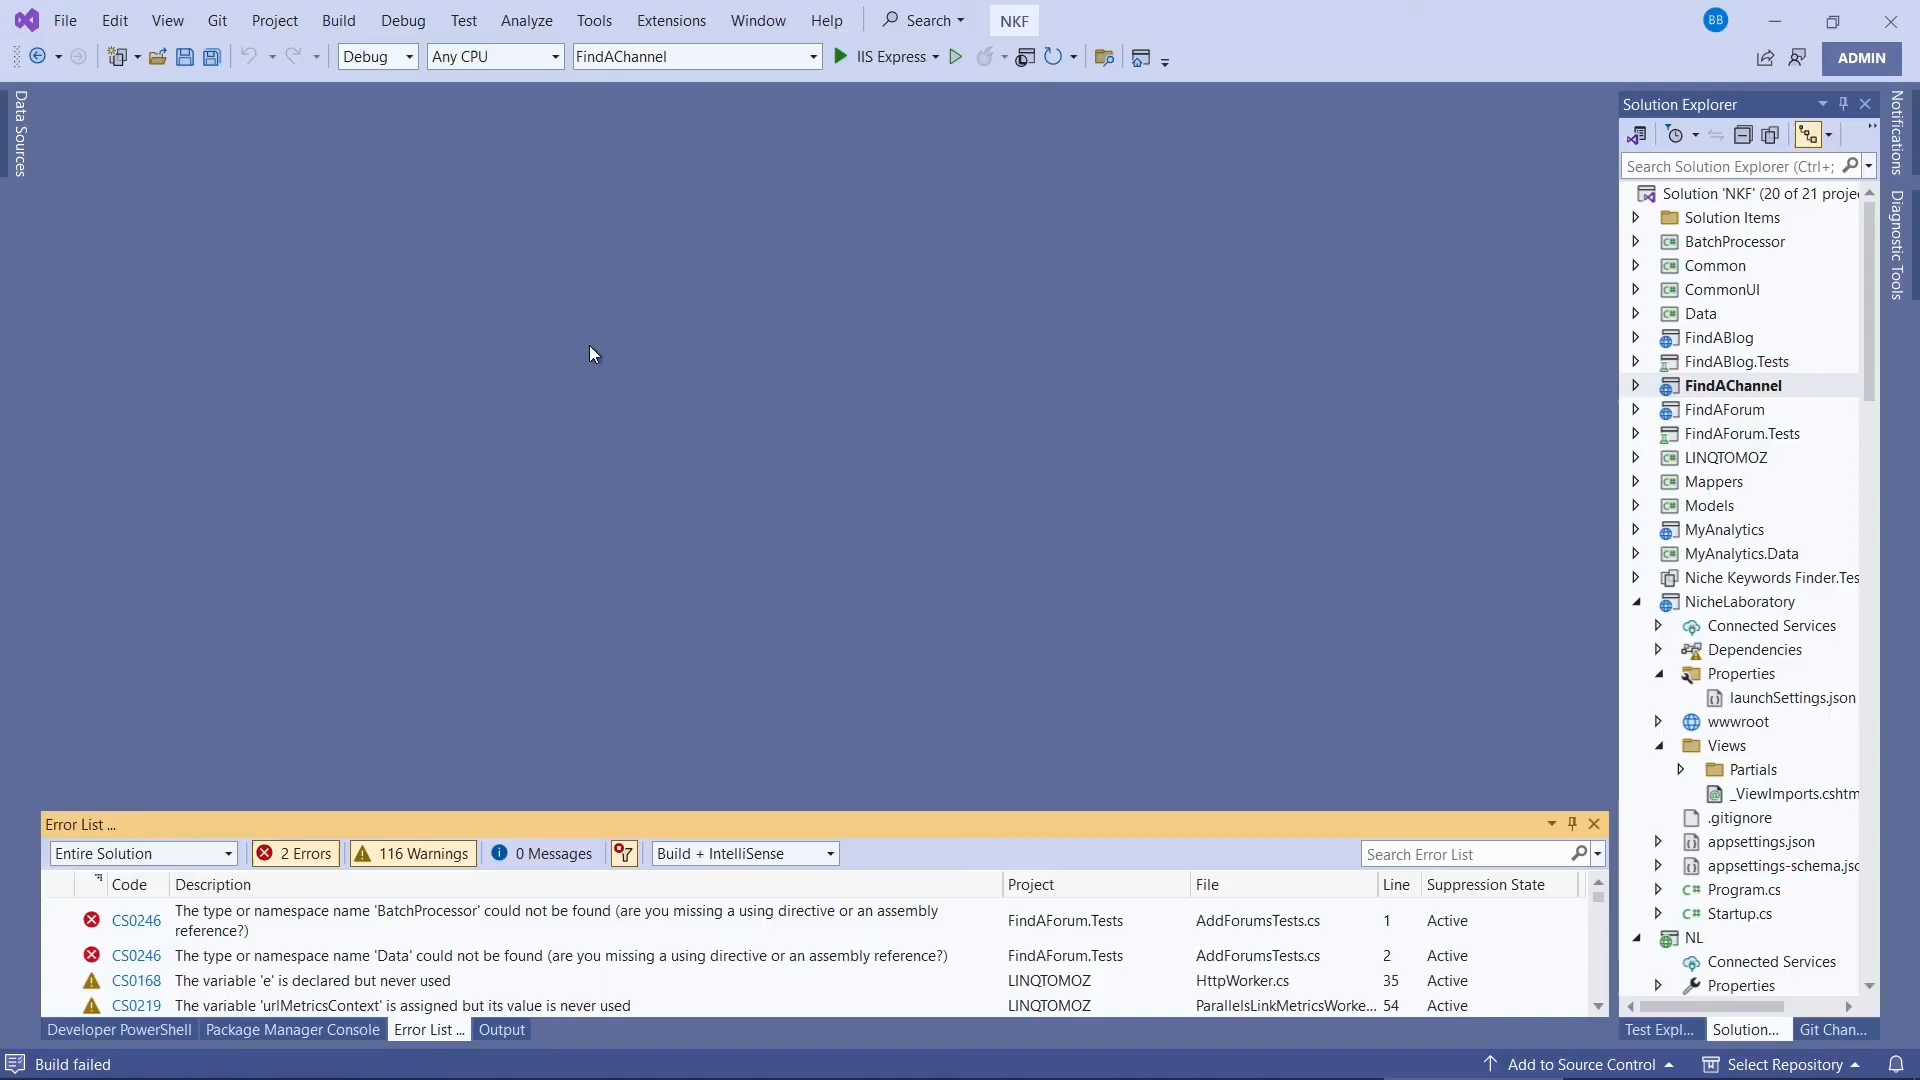 File Edit View Git Project Build Debug Test Analyze Tools Extensions Window Help Search NKF BB
Debug Any CPU FindAChannel IIS Express ADMIN
Data Sources
Solution Explorer
Search Solution Explorer (Ctrl+;
Solution 'NKF' (20 of 21 proje
Solution Items
BatchProcessor
Common
CommonUI
Data
FindABlog
FindABlog.Tests
FindAChannel
FindAForum
FindAForum.Tests
LINQTOMOZ
Mappers
Models
MyAnalytics
MyAnalytics.Data
Niche Keywords Finder.Tes
NicheLaboratory
Connected Services
Dependencies
Properties
launchSettings.json
wwwroot
Views
Partials
_ViewImports.cshtm
.gitignore
appsettings.json
appsettings-schema.jsc
Program.cs
Startup.cs
NL
Connected Services
Properties
Test Expl... Solution... Git Chan...
Notifications
Diagnostic Tools
Error List ...
Entire Solution 2 Errors 116 Warnings 0 Messages Build + IntelliSense Search Error List
Code Description Project File Line Suppression State
CS0246 The type or namespace name 'BatchProcessor' could not be found (are you missing a using directive or an assembly
reference?) FindAForum.Tests AddForumsTests.cs 1 Active
CS0246 The type or namespace name 'Data' could not be found (are you missing a using directive or an assembly reference?) FindAForum.Tests AddForumsTests.cs 2 Active
CS0168 The variable 'e' is declared but never used LINQTOMOZ HttpWorker.cs 35 Active
CS0219 The variable 'urlMetricsContext' is assigned but its value is never used LINQTOMOZ ParallelsLinkMetricsWorke... 54 Active
Developer PowerShell Package Manager Console Error List ... Output
Build failed Add to Source Control Select Repository